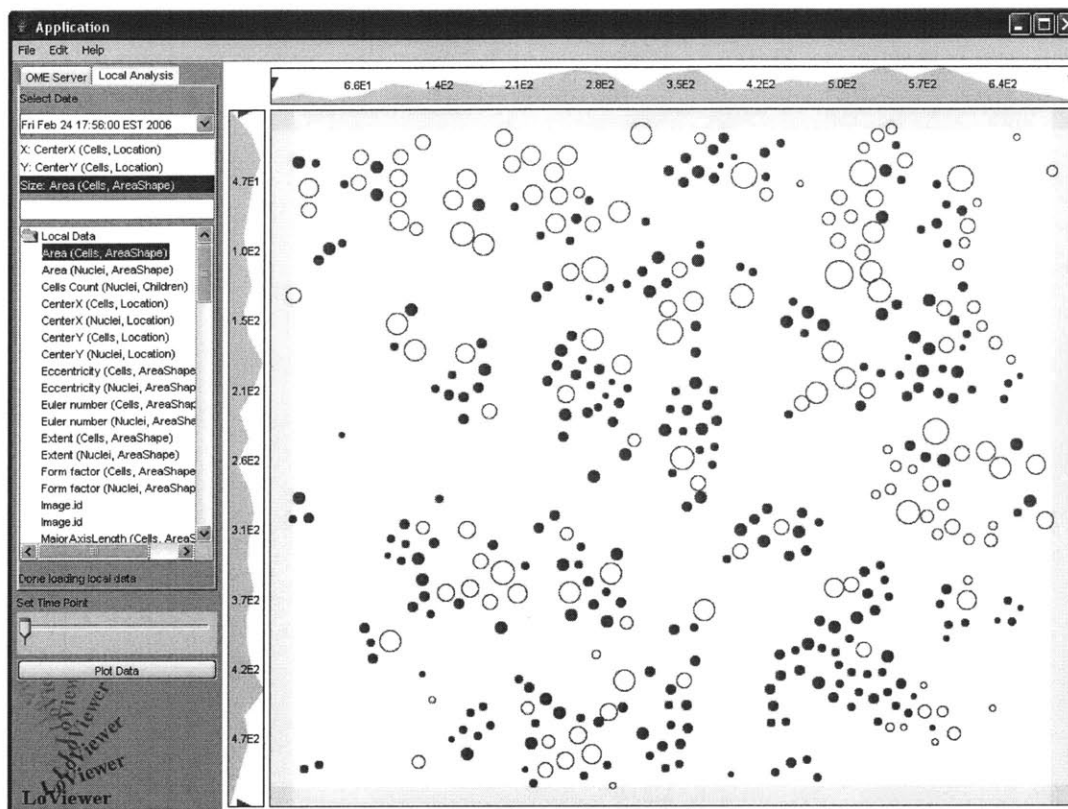 Application
File Edit Help
OME Server Local Analysis
Select Date
Fri Feb 24 17:56:00 EST 2006
X: CenterX (Cells, Location)
Y: CenterY (Cells, Location)
Size: Area (Cells, AreaShape)
Local Data
Area (Cells, AreaShape)
Area (Nuclei, AreaShape)
Cells Count (Nuclei, Children)
CenterX (Cells, Location)
CenterX (Nuclei, Location)
CenterY (Cells, Location)
CenterY (Nuclei, Location)
Eccentricity (Cells, AreaShape
Eccentricity (Nuclei, AreaShape
Euler number (Cells, AreaShap
Euler number (Nuclei, AreaSha
Extent (Cells, AreaShape)
Extent (Nuclei, AreaShape)
Form factor (Cells, AreaShape
Form factor (Nuclei, AreaShap
Image.id
Image.id
MajorAxisLength (Cells, AreaS
Done loading local data
Set Time Point
Plot Data
LoViewer
LoViewer
LoViewer
6.6E1 1.4E2 2.1E2 2.8E2 3.5E2 4.2E2 5.0E2 5.7E2 6.4E2
4.7E1
1.0E2
1.5E2
2.1E2
2.6E2
3.1E2
3.7E2
4.2E2
4.7E2